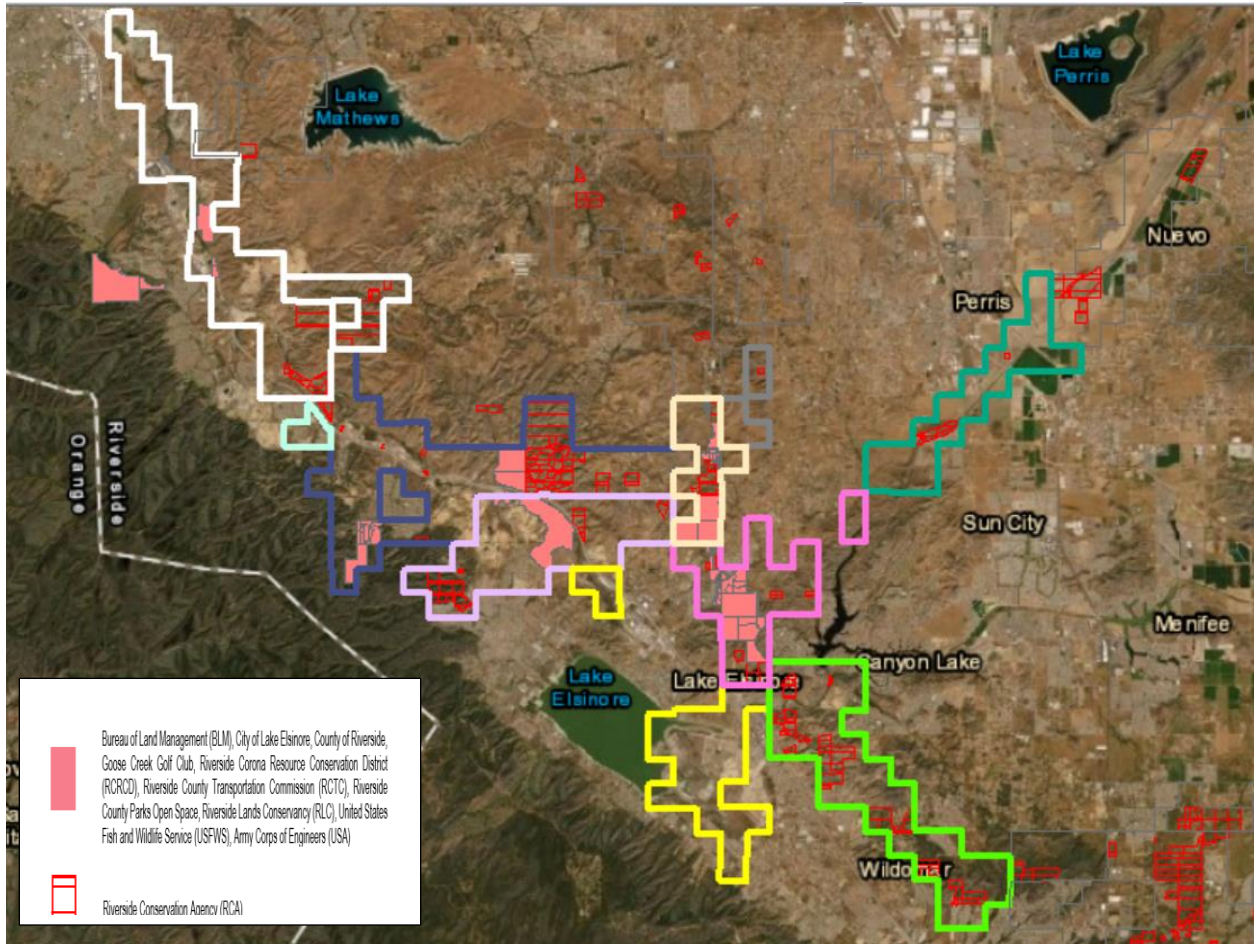 Lake
Perris
Lake
Mathews
Nuevo
Perris
Riverside
Orange
Sun City
Menifee
Canyon Lake
Lake Elsinore
Lake
Elsinore
Wildomar
Bureau of Land Management (BLM), City of Lake Elsinore, County of Riverside,
Goose Creek Golf Club, Riverside Corona Resource Conservation District
(RCRCD), Riverside County Transportation Commission (RCTC), Riverside
County Parks Open Space, Riverside Lands Conservancy (RLC), United States
Fish and Wildlife Service (USFWS), Army Corps of Engineers (USA)
Riverside Conservation Agency (RCA)